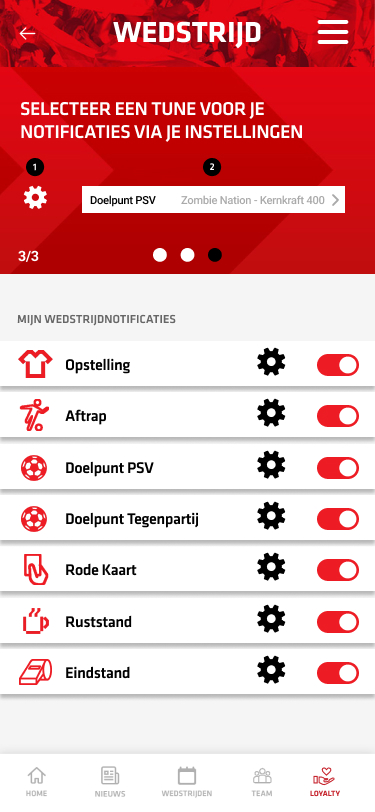 WEDSTRIJD
SELECTEER EEN TUNE VOOR JE
NOTIFICATIES VIA JE INSTELLINGEN
1 2
Doelpunt PSV Zombie Nation - Kernkraft 400
3/3
MIJN WEDSTRIJDNOTIFICATIES
Opstelling
Aftrap
Doelpunt PSV
Doelpunt Tegenpartij
Rode Kaart
Ruststand
Eindstand
HOME NIEUWS WEDSTRIJDEN TEAM LOYALTY